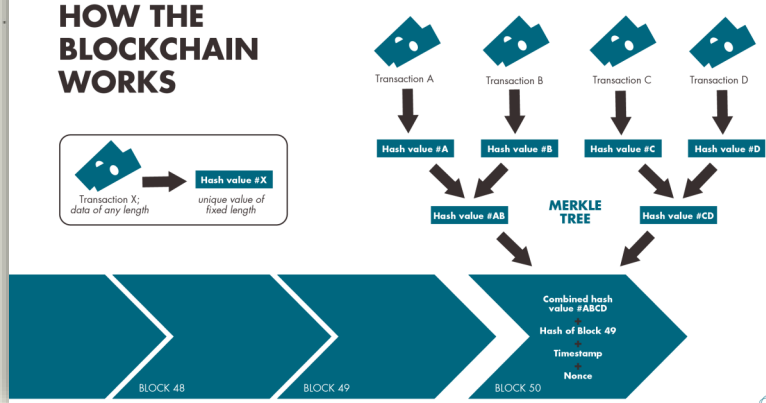 HOW THE
BLOCKCHAIN
WORKS
Transaction X;
data of any length
Hash value #X
unique value of
fixed length
Transaction A
Transaction B
Transaction C
Transaction D
Hash value #A
Hash value #B
Hash value #C
Hash value #D
Hash value #AB
MERKLE
TREE
Hash value #CD
Combined hash
value #ABCD
+
Hash of Block 49
+
Timestamp
+
Nonce
BLOCK 48
BLOCK 49
BLOCK 50